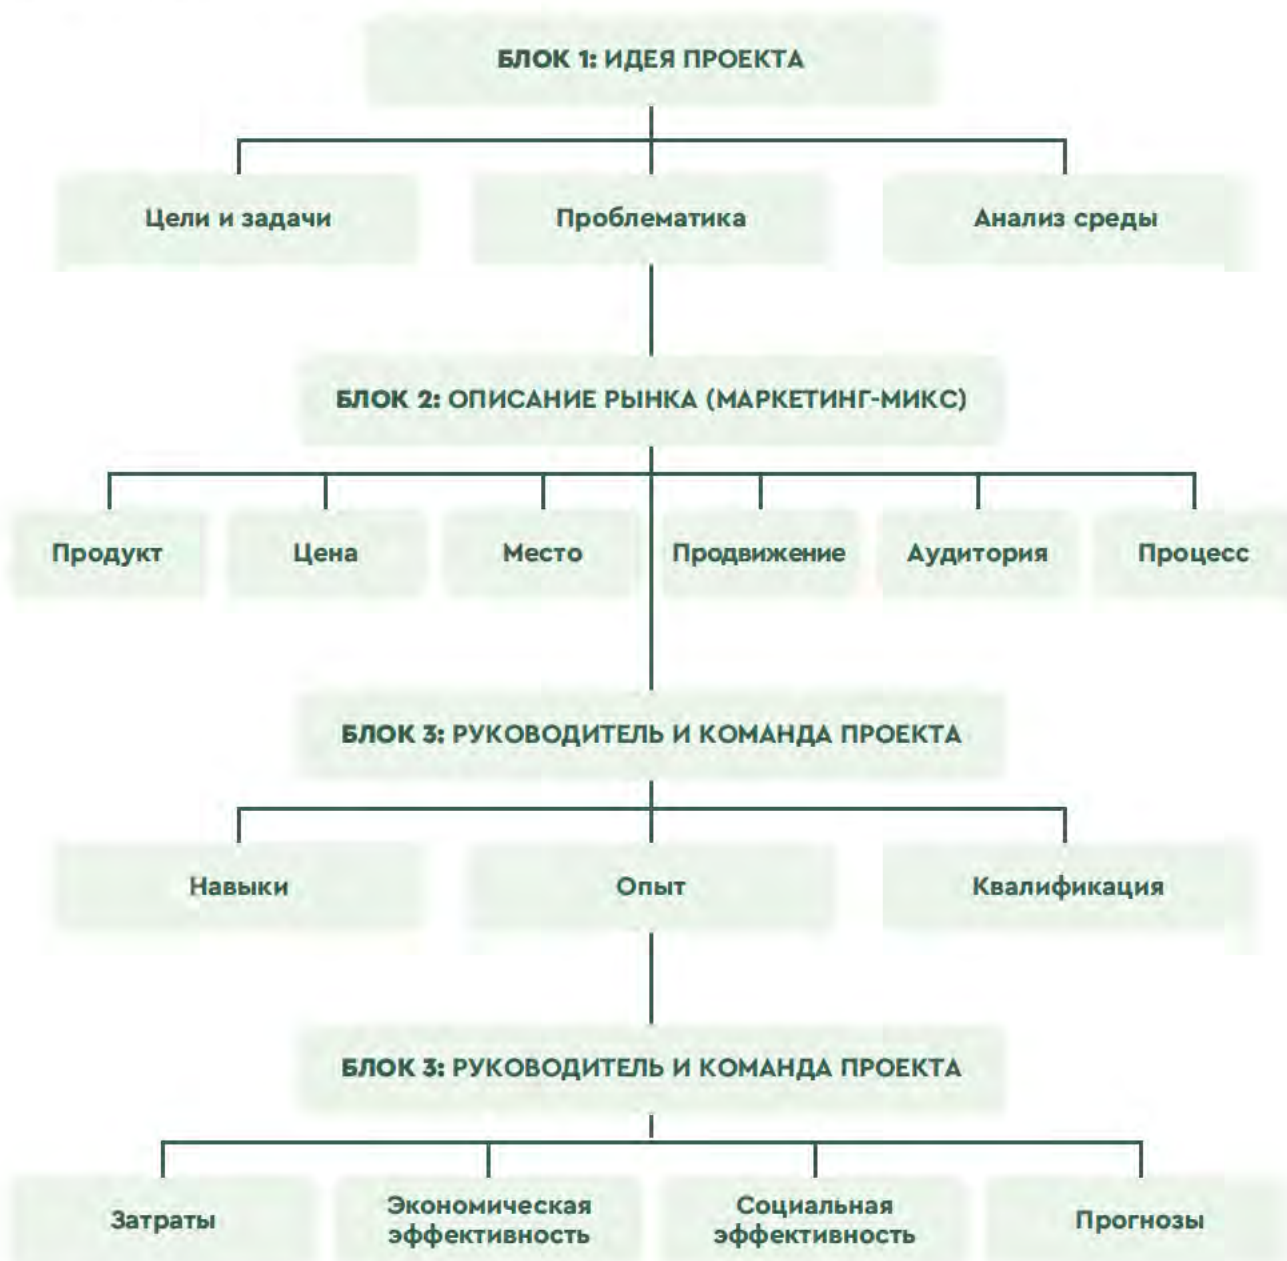 БЛОК 1: ИДЕЯ ПРОЕКТА
Цели и задачи
Проблематика
Анализ среды
БЛОК 2: ОПИСАНИЕ РЫНКА (МАРКЕТИНГ-МИКС)
Продукт
Цена
Место
Продвижение
Аудитория
Процесс
БЛОК 3: РУКОВОДИТЕЛЬ И КОМАНДА ПРОЕКТА
Навыки
Опыт
Квалификация
БЛОК 3: РУКОВОДИТЕЛЬ И КОМАНДА ПРОЕКТА
Затраты
Экономическая
эффективность
Социальная
эффективность
Прогнозы